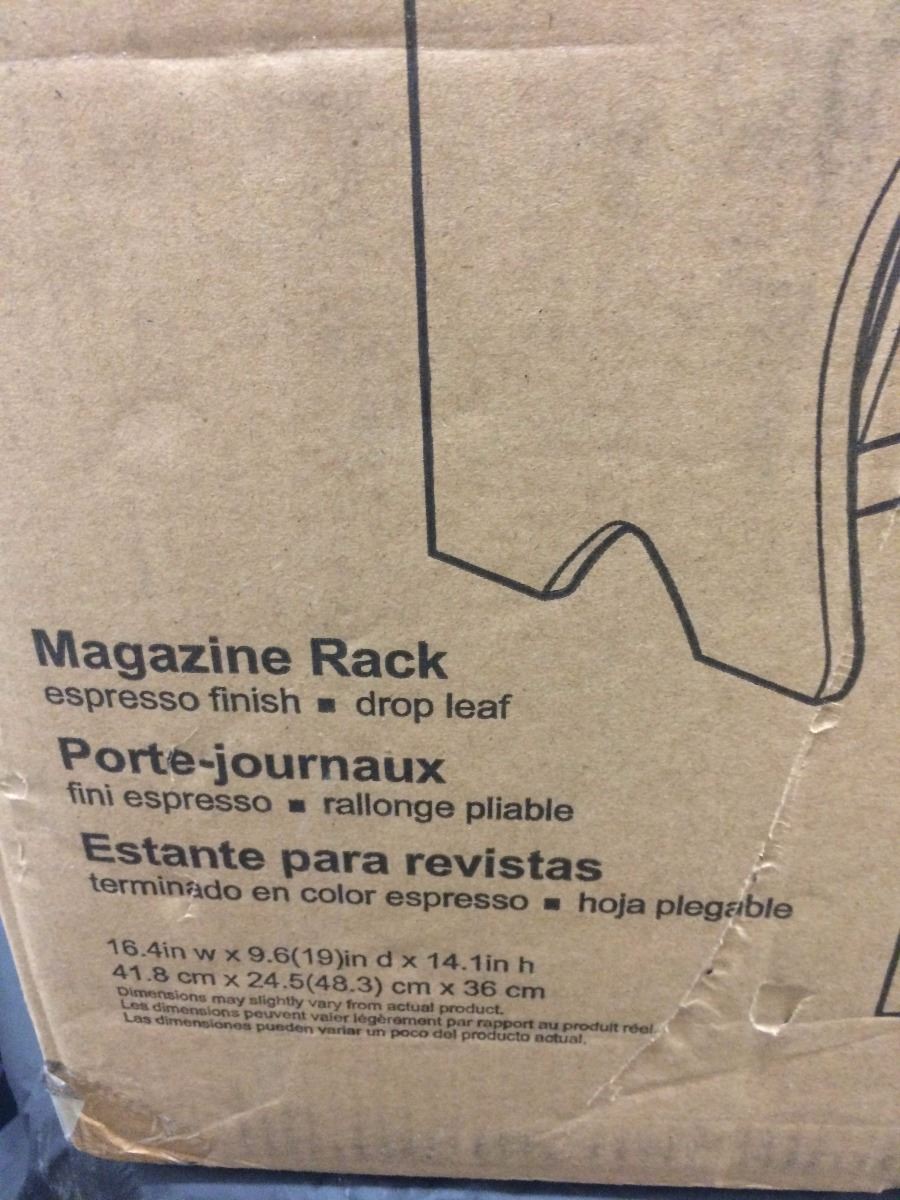 Magazine Rack
espresso finish ■ drop leaf
Porte-journaux
fini espresso ■ rallonge pliable
Estante para revistas
terminado en color espresso ■ hoja plegable
16.4in w x 9.6(19)in d x 14.1in h
41.8 cm x 24.5(48.3) cm x 36 cm
Dimensions may slightly vary from actual product.
Les dimensions peuvent valer légèrement par rapport au produit réel.
Las dimensiones pueden variar un poco del producto actual.